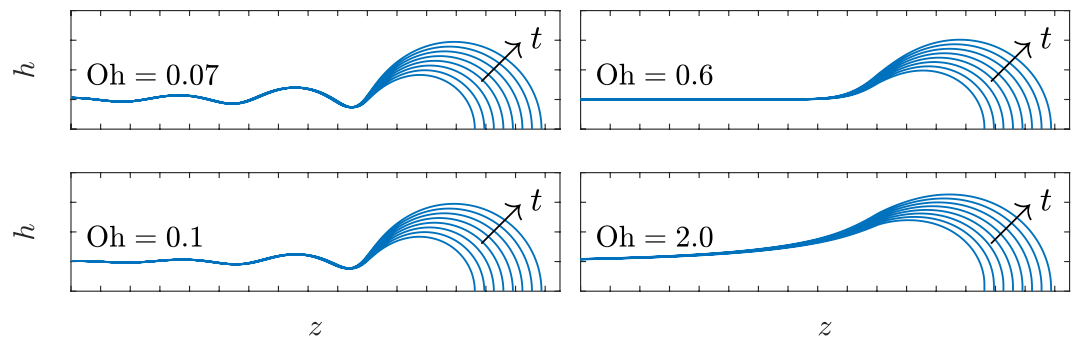 h
Oh = 0.07
t
Oh = 0.6
t
h
Oh = 0.1
t
Oh = 2.0
t
z
z